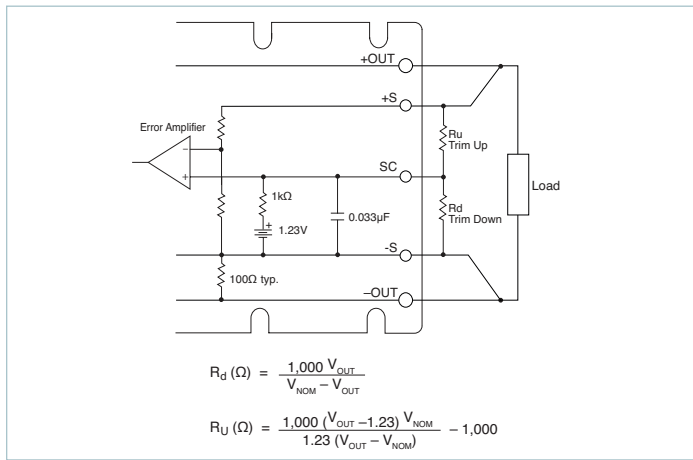 +OUT
+S
Error Amplifier
Ru
Trim Up
–
SC
+
1kΩ
Load
Rd
Trim Down
0.033µF
+
1.23V
-S
100Ω typ.
–OUT
Rd (Ω) = 1,000 VOUT / VNOM – VOUT
RU (Ω) = 1,000 (VOUT –1.23) VNOM / 1.23 (VOUT – VNOM) – 1,000